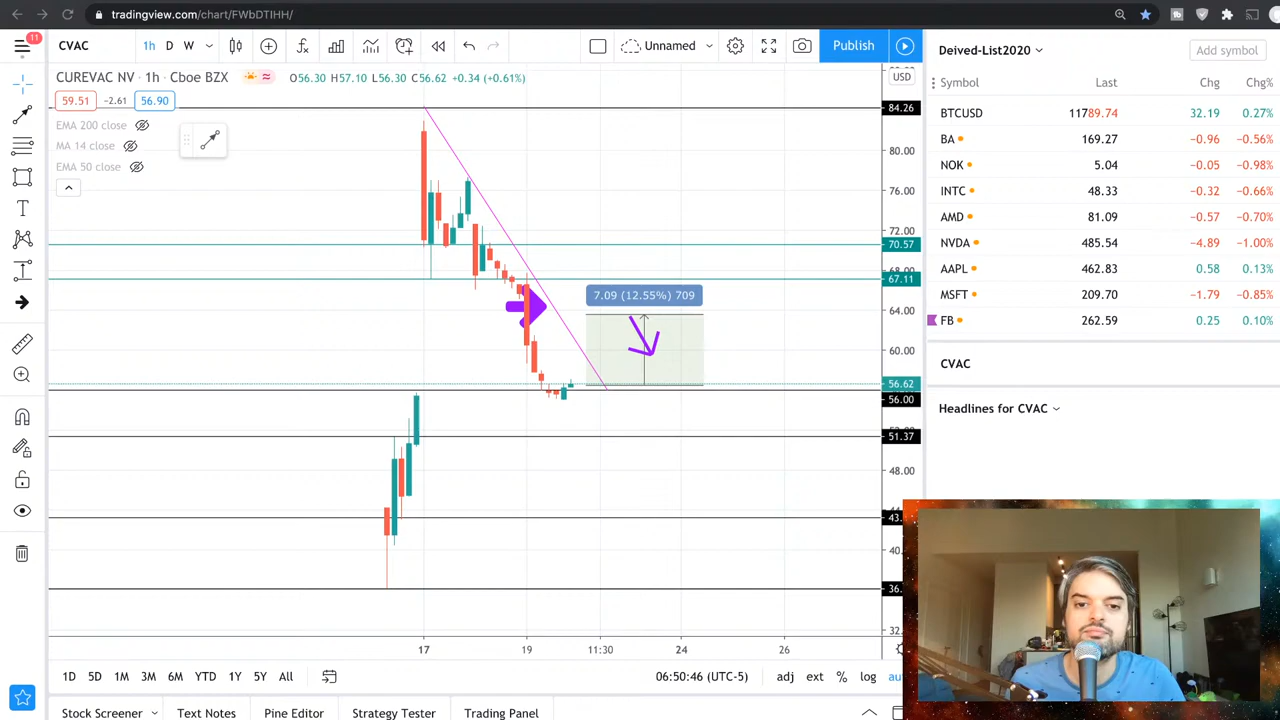 tradingview.com/chart/FWbDTIHH/
11
CVAC
1h D W
Unnamed
Publish
CUREVAC NV · 1h · Cboe BZX
O56.30 H57.10 L56.30 C56.62 +0.34 (+0.61%)
USD
59.51 -2.61 56.90
EMA 200 close
MA 14 close
EMA 50 close
84.26
80.00
76.00
72.00
70.57
68.00
67.11
64.00
60.00
56.62
56.00
51.37
48.00
43.
40.
36.
32.
7.09 (12.55%) 709
17 19 11:30 24 26
1D 5D 1M 3M 6M YTD 1Y 5Y All
06:50:46 (UTC-5)
adj ext % log au
Stock Screener Text Notes Pine Editor Strategy Tester Trading Panel
Deived-List2020
Add symbol
Symbol Last Chg Chg%
BTCUSD 11789.74 32.19 0.27%
BA 169.27 −0.96 −0.56%
NOK 5.04 −0.05 −0.98%
INTC 48.33 −0.32 −0.66%
AMD 81.09 −0.57 −0.70%
NVDA 485.54 −4.89 −1.00%
AAPL 462.83 0.58 0.13%
MSFT 209.70 −1.79 −0.85%
FB 262.59 0.25 0.10%
CVAC
Headlines for CVAC